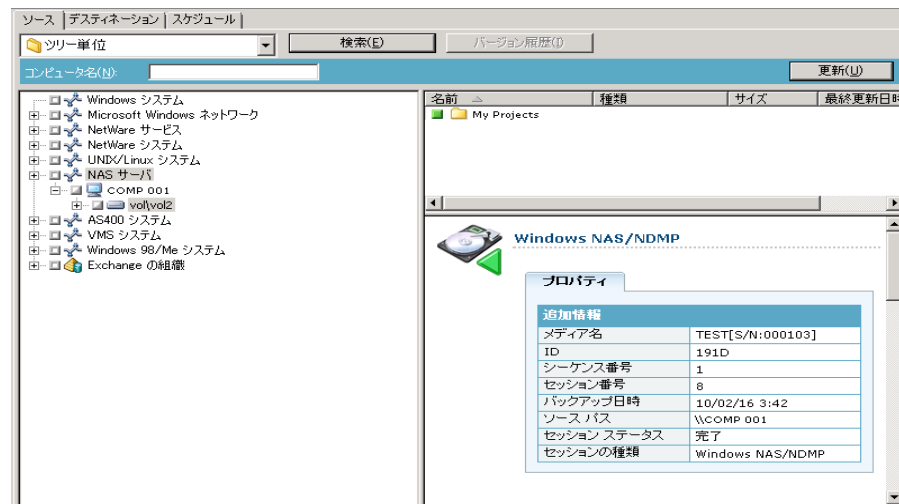 ソース デスティネーション スケジュール
ツリー単位 検索(E) バージョン履歴(I)
コンピュータ名(N): 更新(U)
Windows システム
Microsoft Windows ネットワーク
NetWare サービス
NetWare システム
UNIX/Linux システム
NAS サーバ
COMP 001
vol\vol2
AS400 システム
VMS システム
Windows 98/Me システム
Exchange の組織
名前 種類 サイズ 最終更新日時
My Projects
Windows NAS/NDMP
プロパティ
追加情報
メディア名 TEST[S/N:000103]
ID 191D
シーケンス番号 1
セッション番号 8
バックアップ日時 10/02/16 3:42
ソース パス \\COMP 001
セッション ステータス 完了
セッションの種類 Windows NAS/NDMP